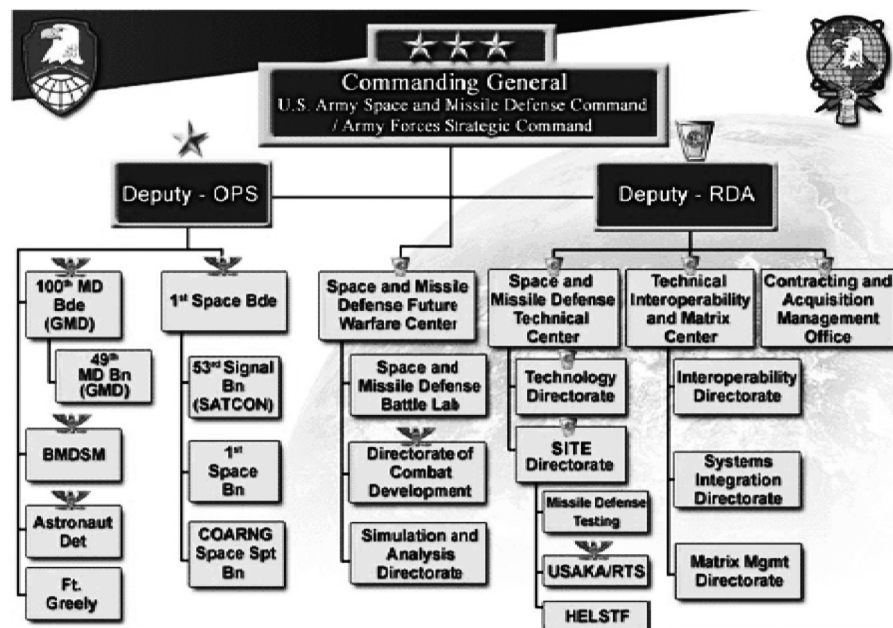 Commanding General
U.S. Army Space and Missile Defense Command
/ Army Forces Strategic Command
Deputy - OPS
Deputy - RDA
100th MD
Bde
(GMD)
49th
MD Bn
(GMD)
BMDSM
Astronaut
Det
Ft.
Greely
1st Space Bde
53rd Signal
Bn
(SATCON)
1st
Space
Bn
COARNG
Space Spt
Bn
Space and Missile
Defense Future
Warfare Center
Space and
Missile Defense
Battle Lab
Directorate of
Combat
Development
Simulation and
Analysis
Directorate
Space and
Missile Defense
Technical
Center
Technology
Directorate
SITE
Directorate
Missile Defense
Testing
USAKA/RTS
HELSTF
Technical
Interoperability
and Matrix
Center
Interoperability
Directorate
Systems
Integration
Directorate
Matrix Mgmt
Directorate
Contracting and
Acquisition
Management
Office